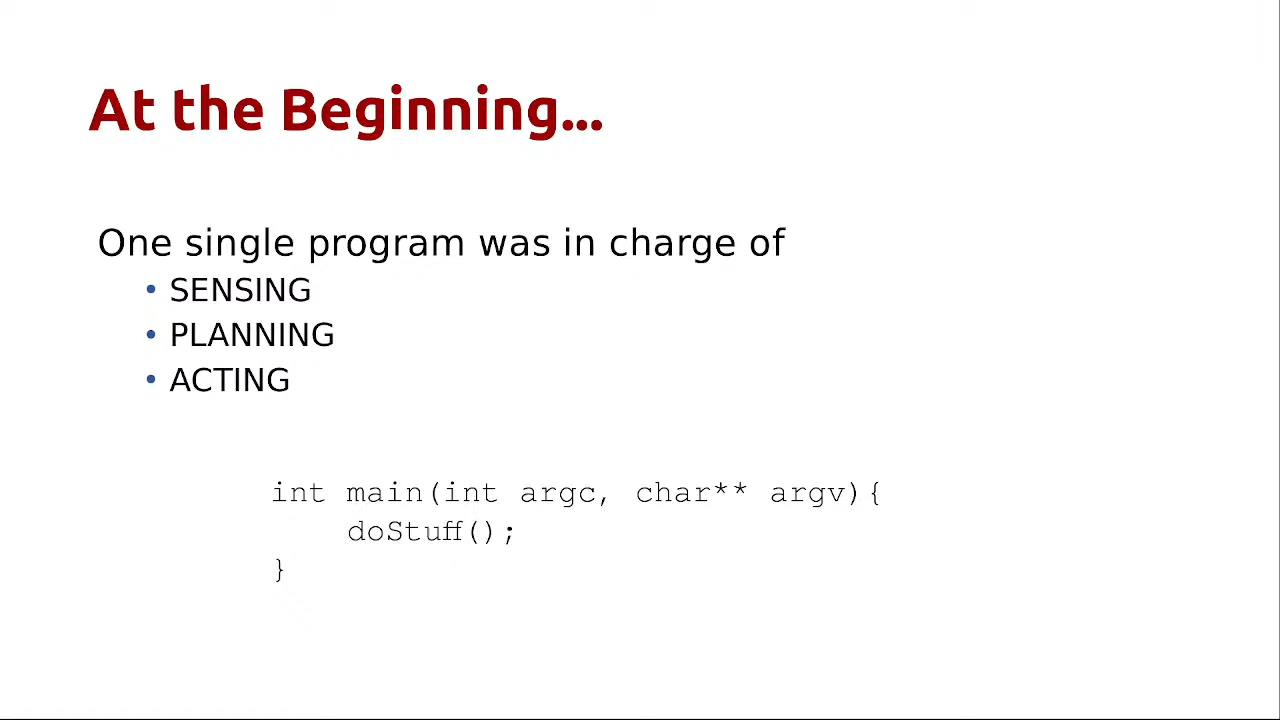 At the Beginning...
One single program was in charge of
• SENSING
• PLANNING
• ACTING
int main(int argc, char** argv){
    doStuff();
}